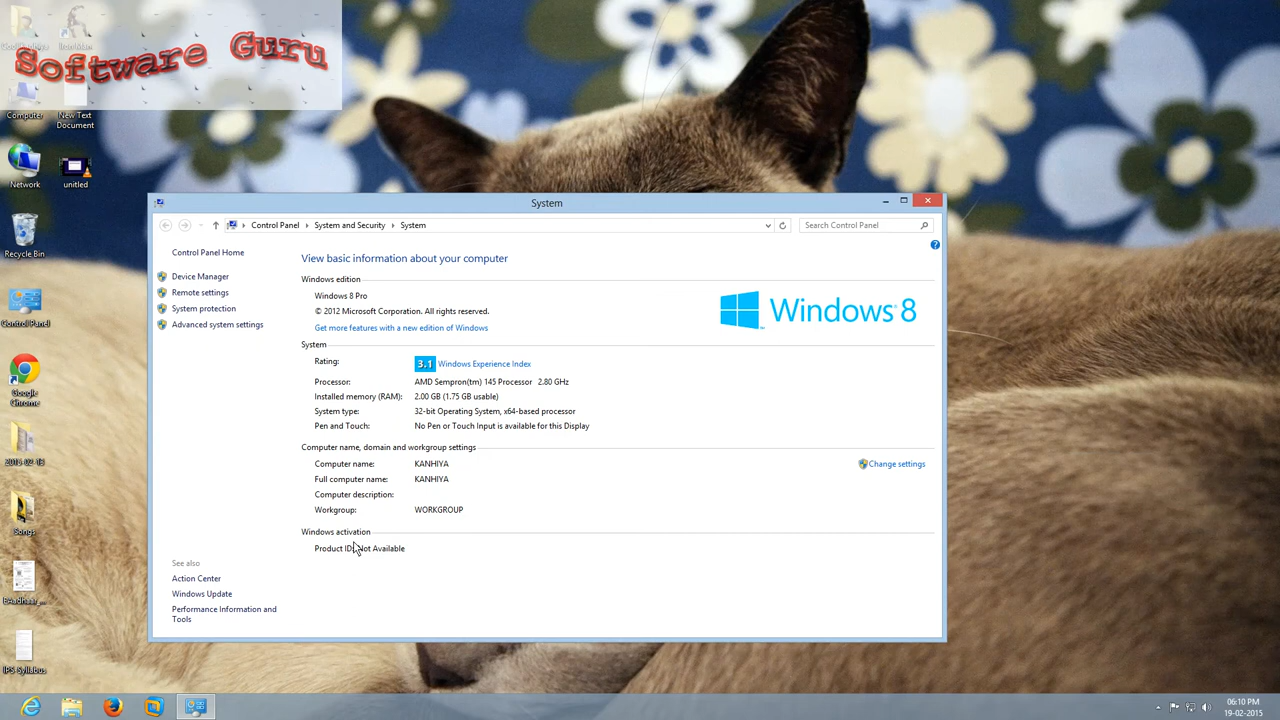 Software Guru
Iron Man
Computer
New Text
Document
Network
unitled
Recycle Bin
Control Panel
Google
Chrome
Songs
IPS Syllabus
System
Control Panel
System and Security
System
Search Control Panel
Control Panel Home
Device Manager
Remote settings
System protection
Advanced system settings
View basic information about your computer
Windows edition
Windows 8 Pro
© 2012 Microsoft Corporation. All rights reserved.
Get more features with a new edition of Windows
Windows 8
System
Rating: 3.1 Windows Experience Index
Processor: AMD Sempron(tm) 145 Processor 2.80 GHz
Installed memory (RAM): 2.00 GB (1.75 GB usable)
System type: 32-bit Operating System, x64-based processor
Pen and Touch: No Pen or Touch Input is available for this Display
Computer name, domain and workgroup settings
Computer name: KANHIYA
Change settings
Full computer name: KANHIYA
Computer description:
Workgroup: WORKGROUP
Windows activation
Product ID: Not Available
See also
Action Center
Windows Update
Performance Information and
Tools
06:10 PM
19-02-2015